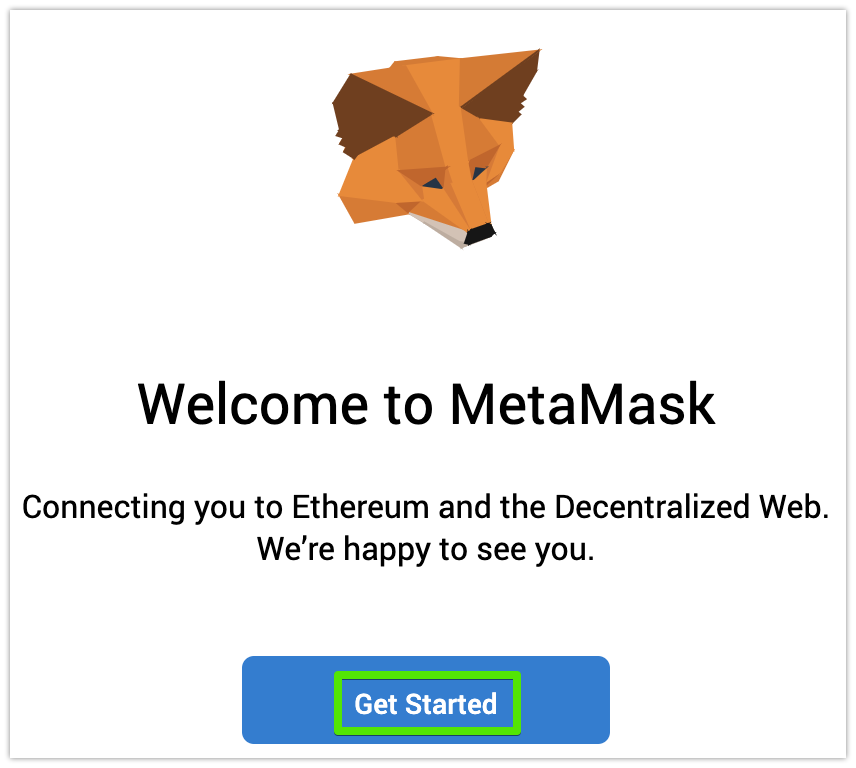 Welcome to MetaMask
Connecting you to Ethereum and the Decentralized Web.
We’re happy to see you.
Get Started